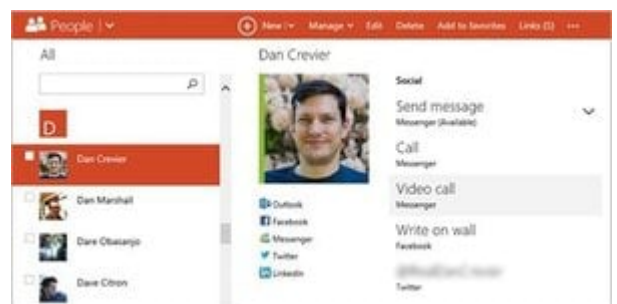 People
New Manage Edit Delete Add to favorites Links (5) ...
All
D
Dan Crevier
Dan Marshall
Dare Obasanjo
Dave Citron
Dan Crevier
Outlook
Facebook
Messenger
Twitter
LinkedIn
Social
Send message
Messenger (Available)
Call
Messenger
Video call
Messenger
Write on wall
Facebook
Twitter